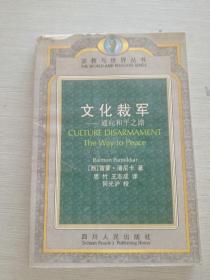 宗教与世界丛书
THE WORLD AND RELIGIONS SERIES
文化裁军
——通向和平之路
CULTURE DISARMAMENT
The Way to Peace
Raimon Panikkar
[西]雷蒙·潘尼卡 著
思竹 王志成 译
何光沪 校
四川人民出版社
Sichuan People's Publishing House